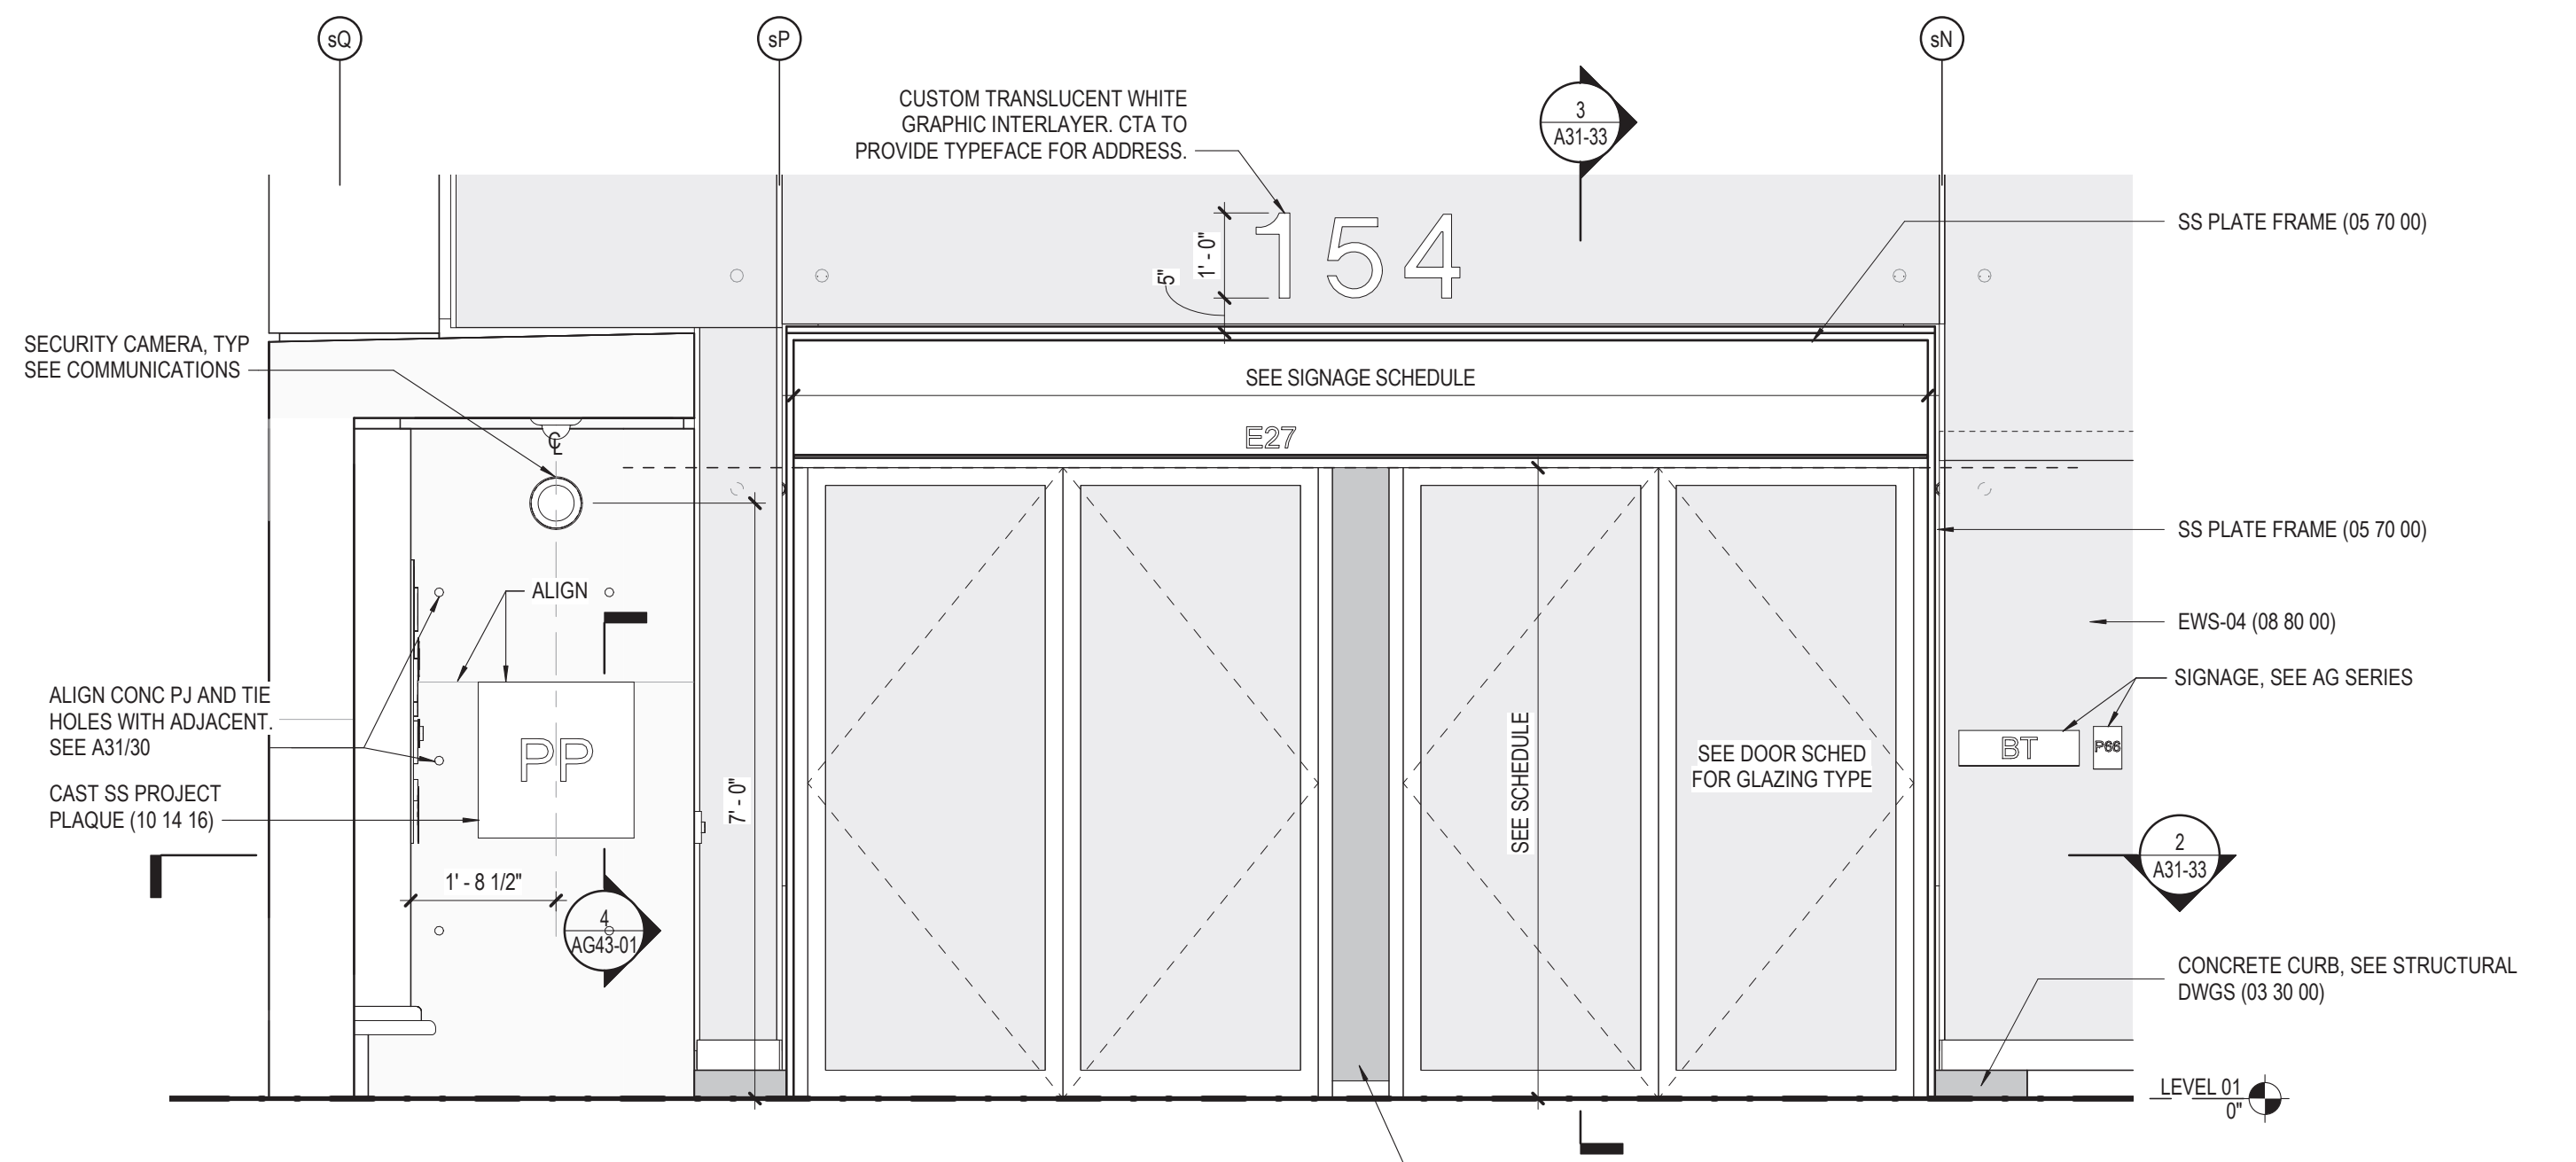 sQ
sP
sN
CUSTOM TRANSLUCENT WHITE
GRAPHIC INTERLAYER. CTA TO
PROVIDE TYPEFACE FOR ADDRESS.
3
A31-33
154
1' - 0"
5"
SS PLATE FRAME (05 70 00)
SECURITY CAMERA, TYP
SEE COMMUNICATIONS
SEE SIGNAGE SCHEDULE
E27
CL
SS PLATE FRAME (05 70 00)
ALIGN
EWS-04 (08 80 00)
SIGNAGE, SEE AG SERIES
ALIGN CONC PJ AND TIE
HOLES WITH ADJACENT.
SEE A31/30
PP
CAST SS PROJECT
PLAQUE (10 14 16)
7' - 0"
SEE SCHEDULE
SEE DOOR SCHED
FOR GLAZING TYPE
BT
P66
1' - 8 1/2"
4
AG43-01
2
A31-33
CONCRETE CURB, SEE STRUCTURAL
DWGS (03 30 00)
LEVEL 01
0"